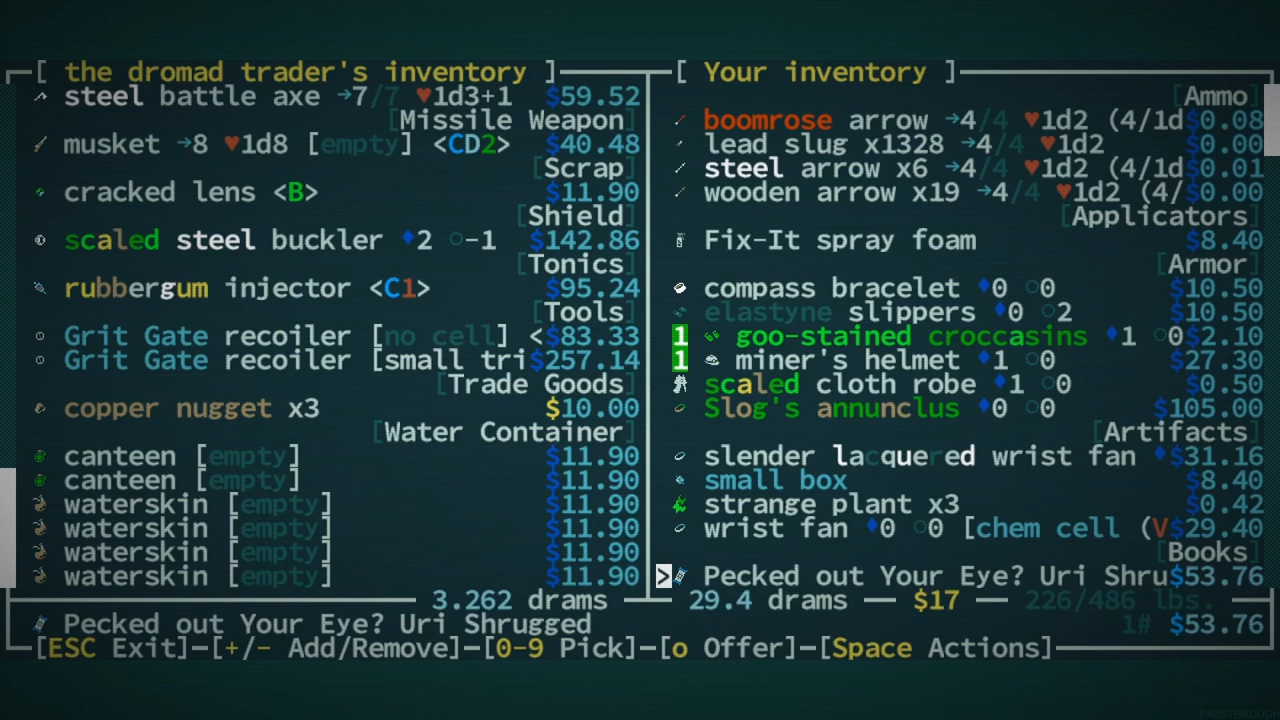 [ the dromad trader's inventory ]
steel battle axe →7/7 ♥1d3+1 $59.52
[Missile Weapon]
musket →8 ♥1d8 [empty] <CD2> $40.48
[Scrap]
cracked lens <B> $11.90
[Shield]
scaled steel buckler ♦2 ○-1 $142.86
[Tonics]
rubbergum injector <C1> $95.24
[Tools]
Grit Gate recoiler [no cell] <$83.33
Grit Gate recoiler [small tri$257.14
[Trade Goods]
copper nugget x3 $10.00
[Water Container]
canteen [empty] $11.90
canteen [empty] $11.90
waterskin [empty] $11.90
waterskin [empty] $11.90
waterskin [empty] $11.90
waterskin [empty] $11.90
3.262 drams
[ Your inventory ]
[Ammo]
boomrose arrow →4/4 ♥1d2 (4/1d$0.08
lead slug x1328 →4/4 ♥1d2 $0.00
steel arrow x6 →4/4 ♥1d2 (4/1d$0.01
wooden arrow x19 →4/4 ♥1d2 (4/$0.00
[Applicators]
Fix-It spray foam $8.40
[Armor]
compass bracelet ♦0 ○0 $10.50
elastyne slippers ♦0 ○2 $10.50
1 goo-stained croccasins ♦1 ○0$2.10
1 miner's helmet ♦1 ○0 $27.30
scaled cloth robe ♦1 ○0 $0.50
Slog's annunclus ♦0 ○0 $105.00
[Artifacts]
slender lacquered wrist fan ♦$31.16
small box $8.40
strange plant x3 $0.42
wrist fan ♦0 ○0 [chem cell (V$29.40
[Books]
> Pecked out Your Eye? Uri Shru$53.76
29.4 drams — $17 — 226/486 lbs.
Pecked out Your Eye? Uri Shrugged 1# $53.76
[ESC Exit]—[+/- Add/Remove]—[0-9 Pick]—[o Offer]—[Space Actions]